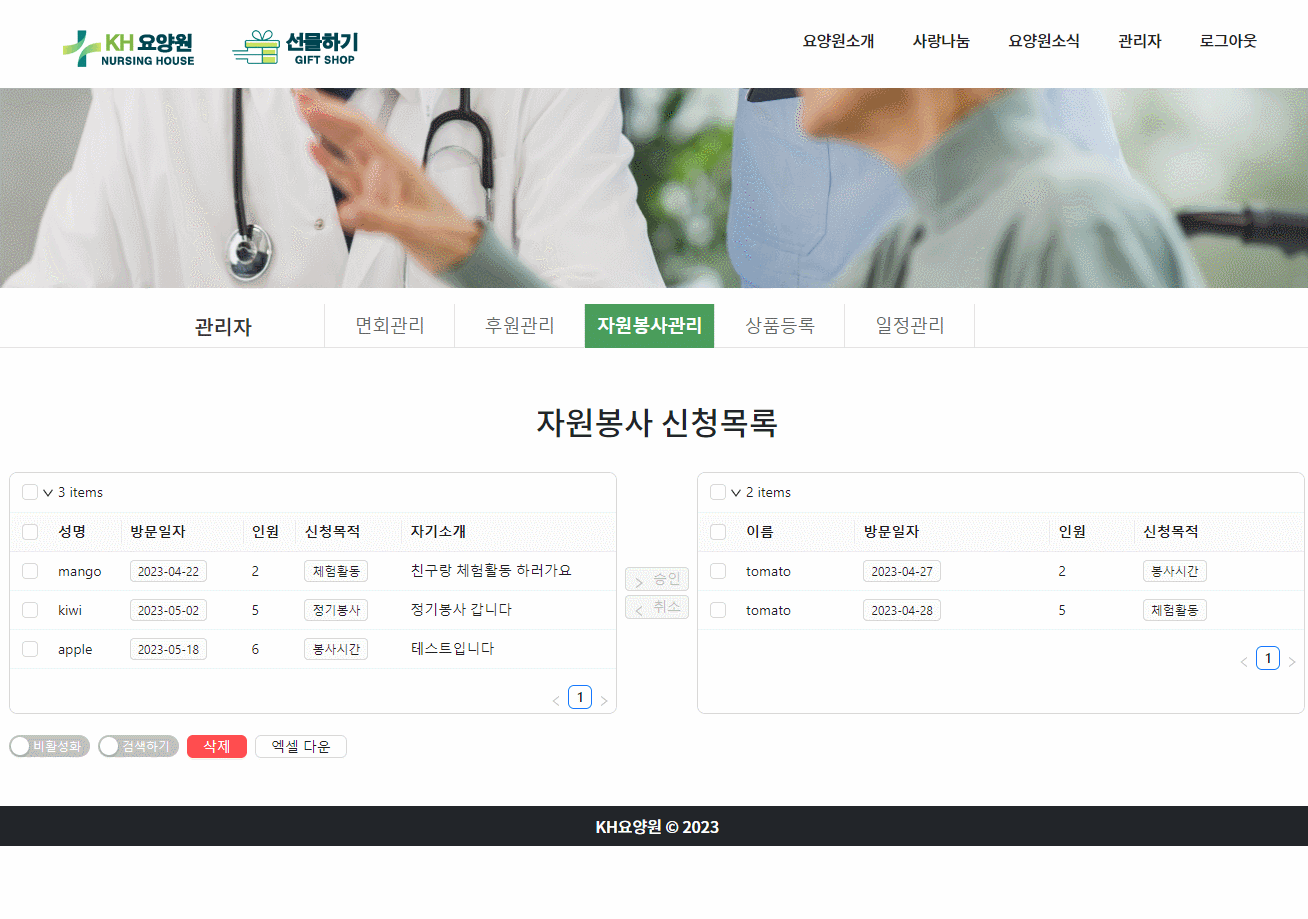 KH 요양원 선물하기 요양원소개 사랑나눔 요양원소식 관리자 로그아웃
NURSING HOUSE GIFT SHOP
관리자 면회관리 후원관리 자원봉사관리 상품등록 일정관리
자원봉사 신청목록
3 items
성명 방문일자 인원 신청목적 자기소개
mango 2023-04-22 2 체험활동 친구랑 체험활동 하러가요
kiwi 2023-05-02 5 정기봉사 정기봉사 갑니다
apple 2023-05-18 6 봉사시간 테스트입니다
< 1 >
> 승인
< 취소
2 items
이름 방문일자 인원 신청목적
tomato 2023-04-27 2 봉사시간
tomato 2023-04-28 5 체험활동
< 1 >
비활성화 검색하기 삭제 엑셀 다운
KH요양원 © 2023